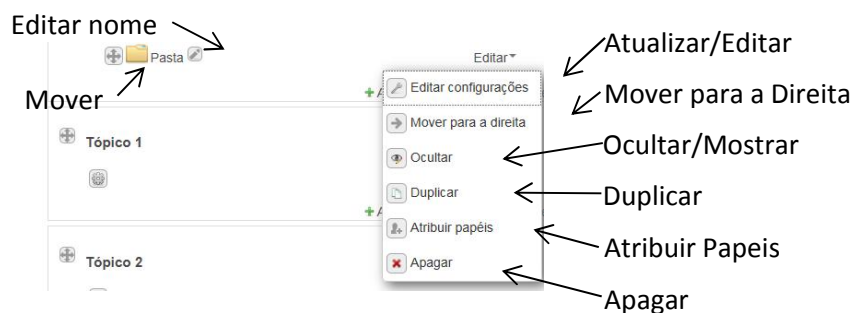 Editar nome
Pasta
Editar
Atualizar/Editar
Mover
Editar configurações
Mover para a Direita
Mover para a direita
Tópico 1
Ocultar
Ocultar/Mostrar
Duplicar
Duplicar
Atribuir papéis
Atribuir Papeis
Tópico 2
Apagar
Apagar